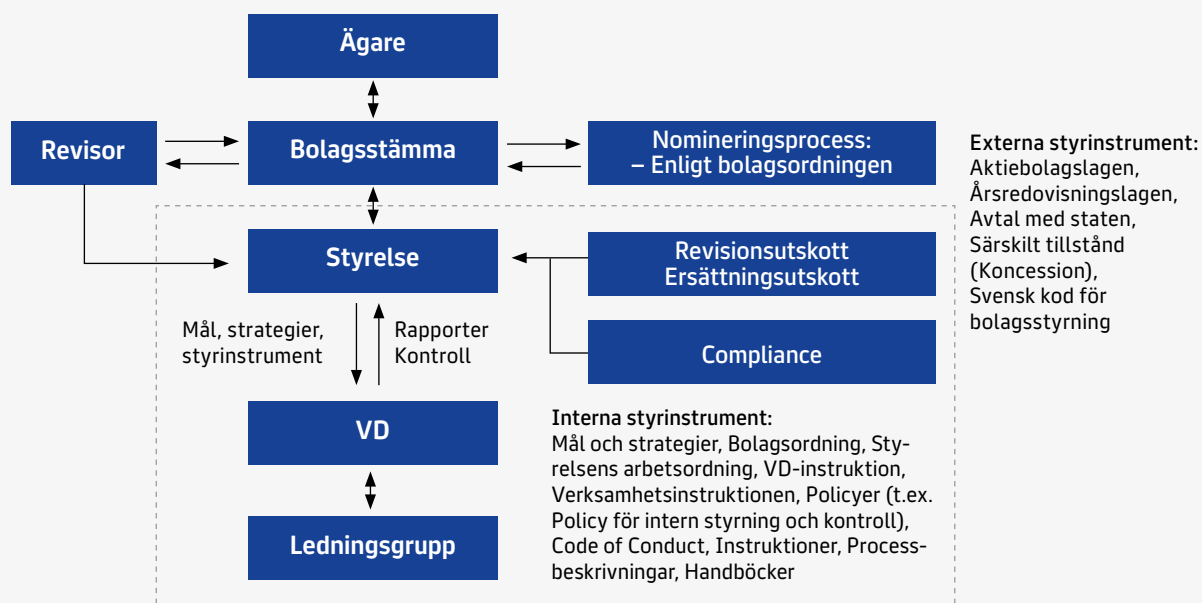 Ägare
Revisor
Bolagsstämma
Nomineringsprocess:
– Enligt bolagsordningen
Externa styrinstrument:
Aktiebolagslagen,
Årsredovisningslagen,
Avtal med staten,
Särskilt tillstånd
(Koncession),
Svensk kod för
bolagsstyrning
Styrelse
Revisionsutskott
Ersättningsutskott
Mål, strategier,
styrinstrument
Rapporter
Kontroll
Compliance
VD
Interna styrinstrument:
Mål och strategier, Bolagsordning, Sty-
relsens arbetsordning, VD-instruktion,
Verksamhetsinstruktionen, Policyer (t.ex.
Policy för intern styrning och kontroll),
Code of Conduct, Instruktioner, Process-
beskrivningar, Handböcker
Ledningsgrupp